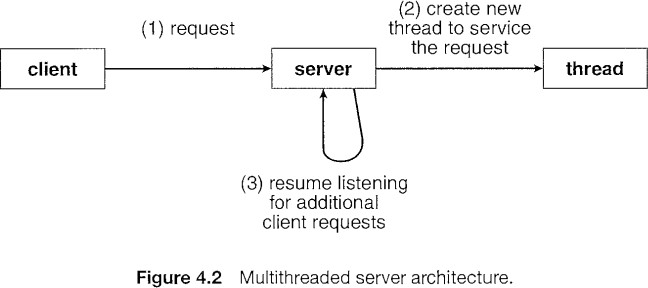 (1) request
(2) create new
thread to service
the request
client
server
thread
(3) resume listening
for additional
client requests
Figure 4.2 Multithreaded server architecture.